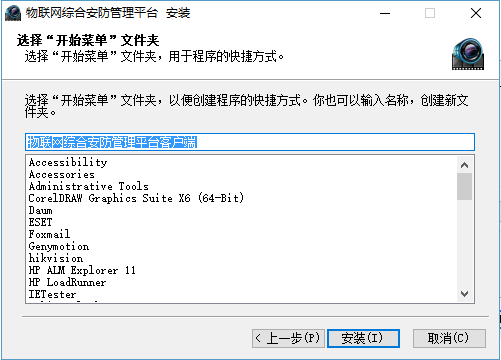 物联网综合安防管理平台 安装
选择“开始菜单”文件夹
选择“开始菜单”文件夹，用于程序的快捷方式。
选择“开始菜单”文件夹，以便创建程序的快捷方式。你也可以输入名称，创建新文
件夹。
物联网综合安防管理平台客户端
Accessibility
Accessories
Administrative Tools
CorelDRAW Graphics Suite X6 (64-Bit)
Daum
ESET
Foxmail
Genymotion
hikvision
HP ALM Explorer 11
HP LoadRunner
IETester
< 上一步(P)
安装(I)
取消(C)